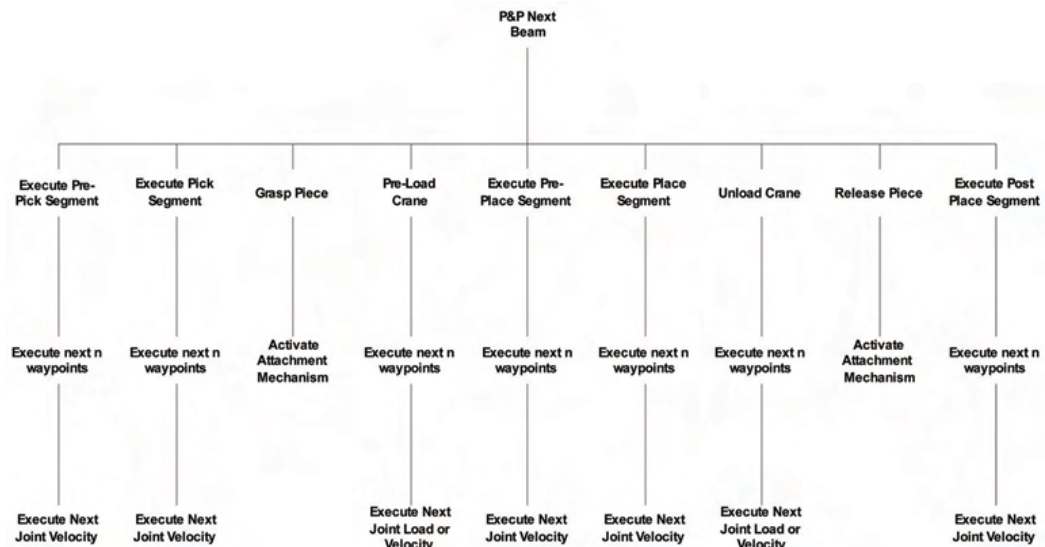 P&P Next
Beam
Execute Pre-
Pick Segment
Execute Pick
Segment
Grasp Piece
Pre-Load
Crane
Execute Pre-
Place Segment
Execute Place
Segment
Unload Crane
Release Piece
Execute Post
Place Segment
Execute next n
waypoints
Execute next n
waypoints
Activate
Attachment
Mechanism
Execute next n
waypoints
Execute next n
waypoints
Execute next n
waypoints
Execute next n
waypoints
Activate
Attachment
Mechanism
Execute next n
waypoints
Execute Next
Joint Velocity
Execute Next
Joint Velocity
Execute Next
Joint Load or
Velocity
Execute Next
Joint Velocity
Execute Next
Joint Velocity
Execute Next
Joint Load or
Velocity
Execute Next
Joint Velocity